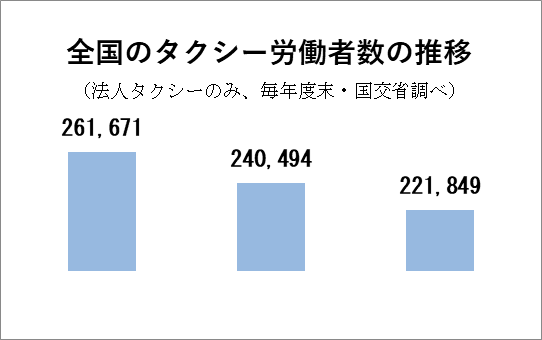 全国のタクシー労働者数の推移
（法人タクシーのみ、毎年度末・国交省調べ）
261,671
240,494
221,849